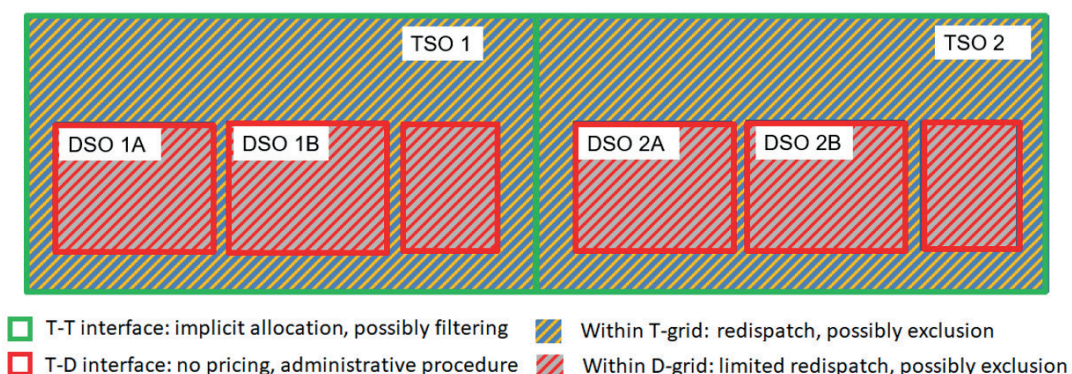 TSO 1
TSO 2
DSO 1A
DSO 1B
DSO 2A
DSO 2B
T-T interface: implicit allocation, possibly filtering
Within T-grid: redispatch, possibly exclusion
T-D interface: no pricing, administrative procedure
Within D-grid: limited redispatch, possibly exclusion